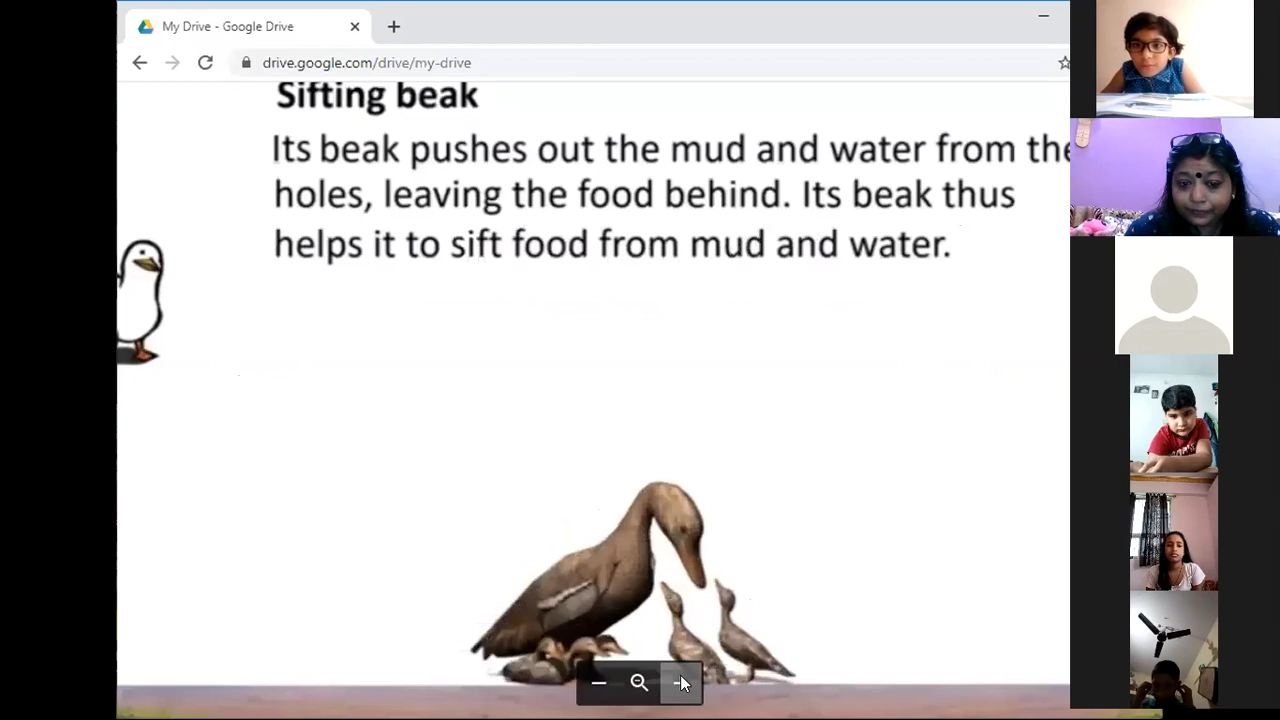 My Drive - Google Drive
drive.google.com/drive/my-drive
Sifting beak
Its beak pushes out the mud and water from the
holes, leaving the food behind. Its beak thus
helps it to sift food from mud and water.